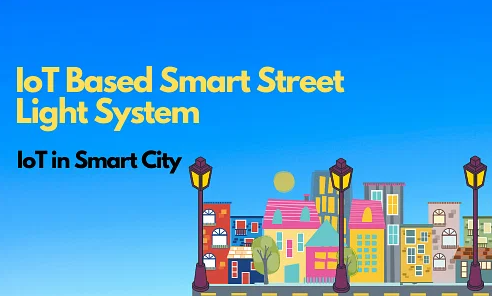 IoT Based Smart Street
Light System
IoT in Smart City